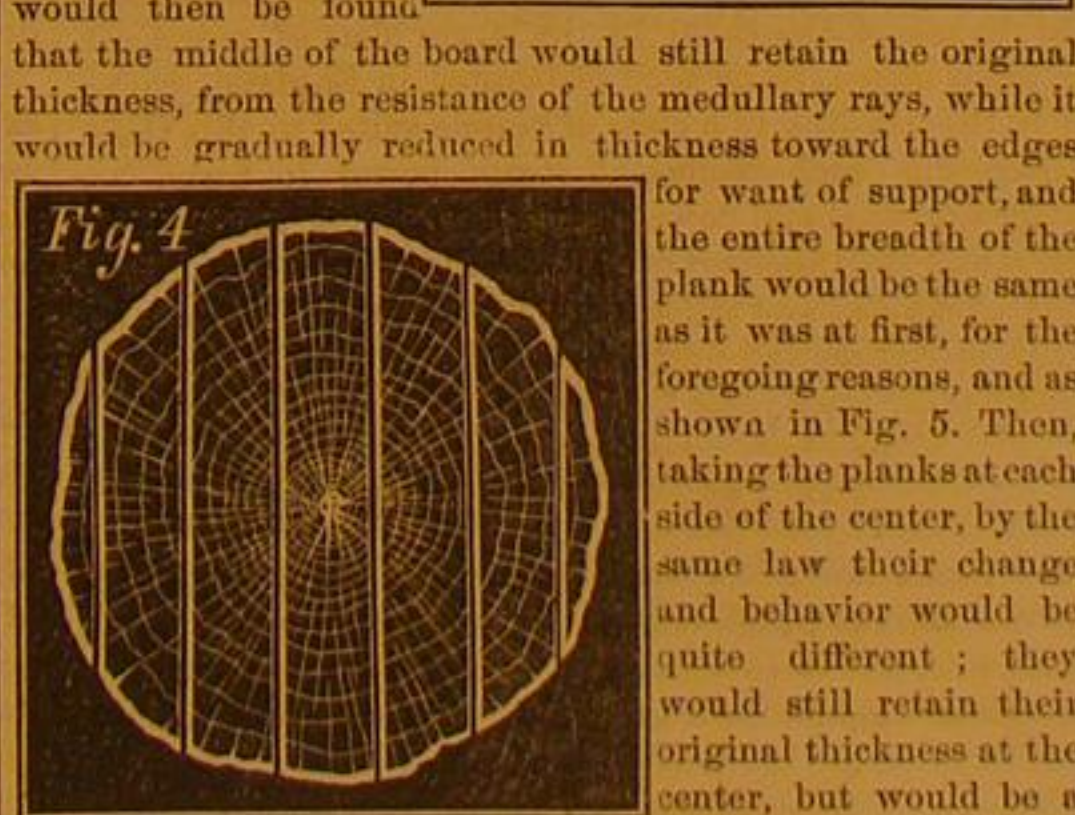 would then be found
that the middle of the board would still retain the original
thickness, from the resistance of the medullary rays, while it
would be gradually reduced in thickness toward the edges
Fig. 4
for want of support, and
the entire breadth of the
plank would be the same
as it was at first, for the
foregoing reasons, and as
shown in Fig. 5. Then,
taking the planks at each
side of the center, by the
same law their change
and behavior would be
quite different ; they
would still retain their
original thickness at the
center, but would be a